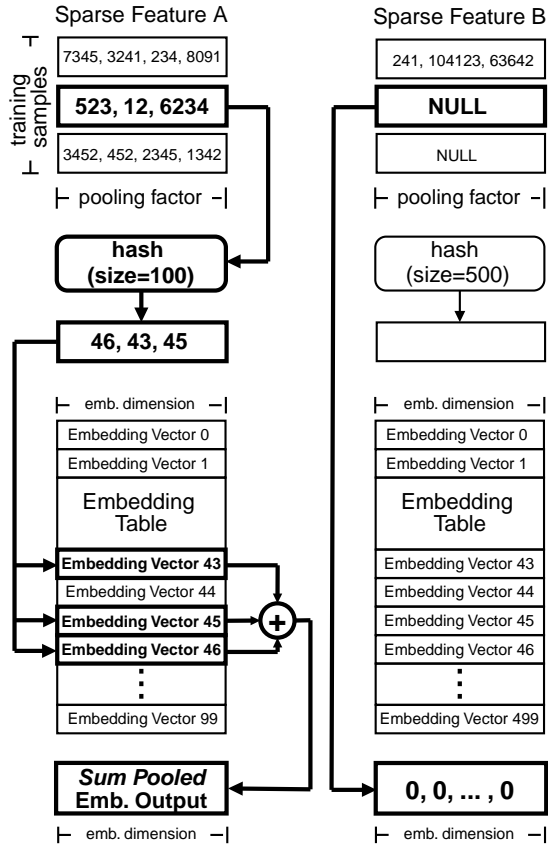 Sparse Feature A
training
samples
7345, 3241, 234, 8091
523, 12, 6234
3452, 452, 2345, 1342
pooling factor
hash
(size=100)
46, 43, 45
emb. dimension
Embedding Vector 0
Embedding Vector 1
Embedding
Table
Embedding Vector 43
Embedding Vector 44
Embedding Vector 45
Embedding Vector 46
Embedding Vector 99
+
Sum Pooled
Emb. Output
emb. dimension
Sparse Feature B
241, 104123, 63642
NULL
NULL
pooling factor
hash
(size=500)
emb. dimension
Embedding Vector 0
Embedding Vector 1
Embedding
Table
Embedding Vector 43
Embedding Vector 44
Embedding Vector 45
Embedding Vector 46
Embedding Vector 499
0, 0, ... , 0
emb. dimension